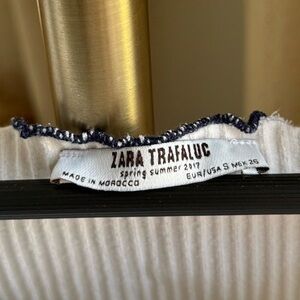 ZARA TRAFALUC
spring summer 2017
MADE IN MOROCCO
EUR/USA S MEX 26